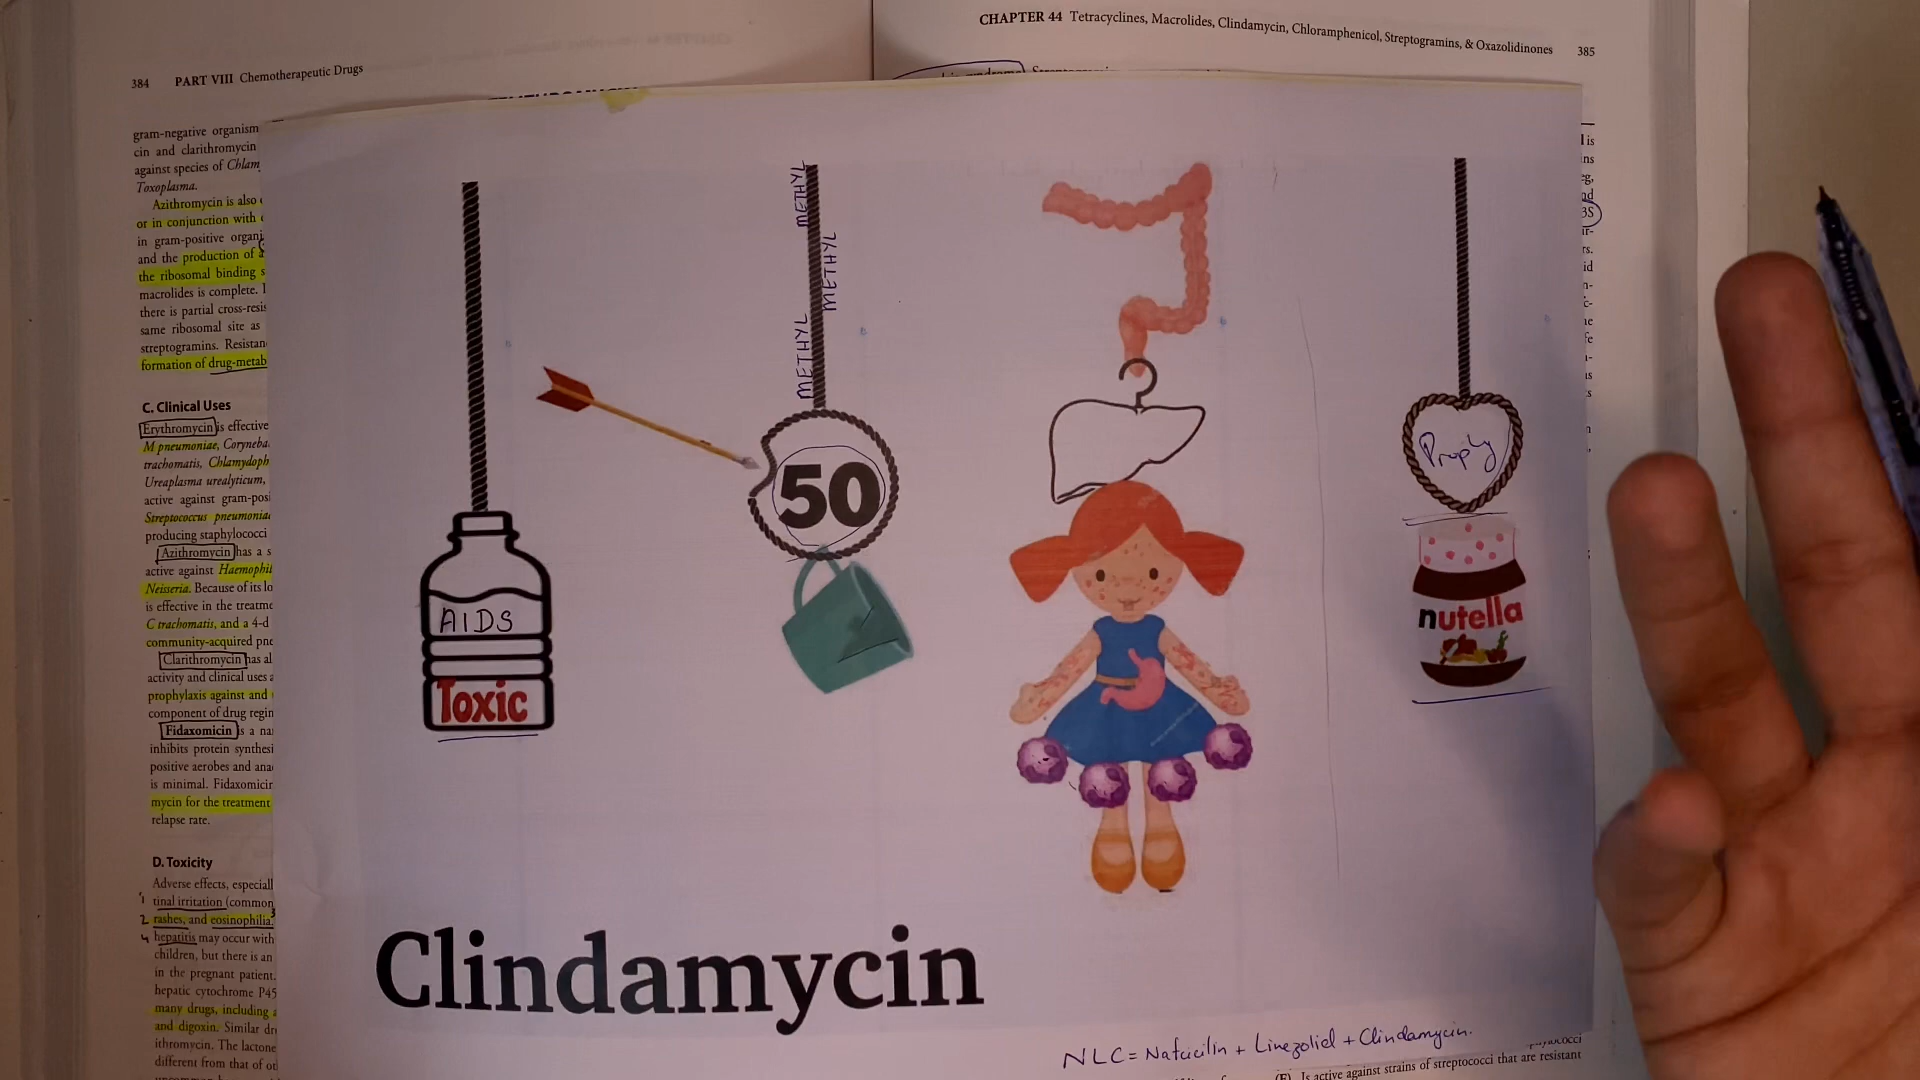 384 PART VIII Chemotherapeutic Drugs
gram-negative organism
cin and clarithromycin
against species of Chlam
Toxoplasma.
Azithromycin is also
or in conjunction with
in gram-positive organ
and the production of
the ribosomal binding s
macrolides is complete. I
there is partial cross-resis
same ribosomal site as
streptogramins. Resistan
formation of drug-metab
C. Clinical Uses
Erythromycin is effective
M pneumoniae, Coryneba
trachomatis, Chlamydoph
Ureaplasma urealyticum,
active against gram-posi
Streptococcus pneumonia
producing staphylococci
Azithromycin has a s
active against Haemophil
Neisseria. Because of its lo
is effective in the treatme
C trachomatis, and a 4-d
community-acquired pne
Clarithromycin has al
activity and clinical uses a
prophylaxis against and
component of drug regin
Fidaxomicin is a na
inhibits protein synthesi
positive aerobes and ana
is minimal. Fidaxomicin
mycin for the treatment
relapse rate.
D. Toxicity
Adverse effects, especiall
1 tinal irritation (common
2 rashes, and eosinophilia.
4 hepatitis may occur with
children, but there is an
in the pregnant patient.
hepatic cytochrome P45
many drugs, including a
and digoxin. Similar dr
ithromycin. The lactone
different from that of ot
CHAPTER 44 Tetracyclines, Macrolides, Clindamycin, Chloramphenicol, Streptogramins, & Oxazolidinones 385
METHYL
METHYL
METHYL
50
AIDS
Toxic
Prophy
nutella
Clindamycin
NLC = Nafcicilin + Linezolid + Clindamycin.
(E) Is active against strains of streptococci that are resistant